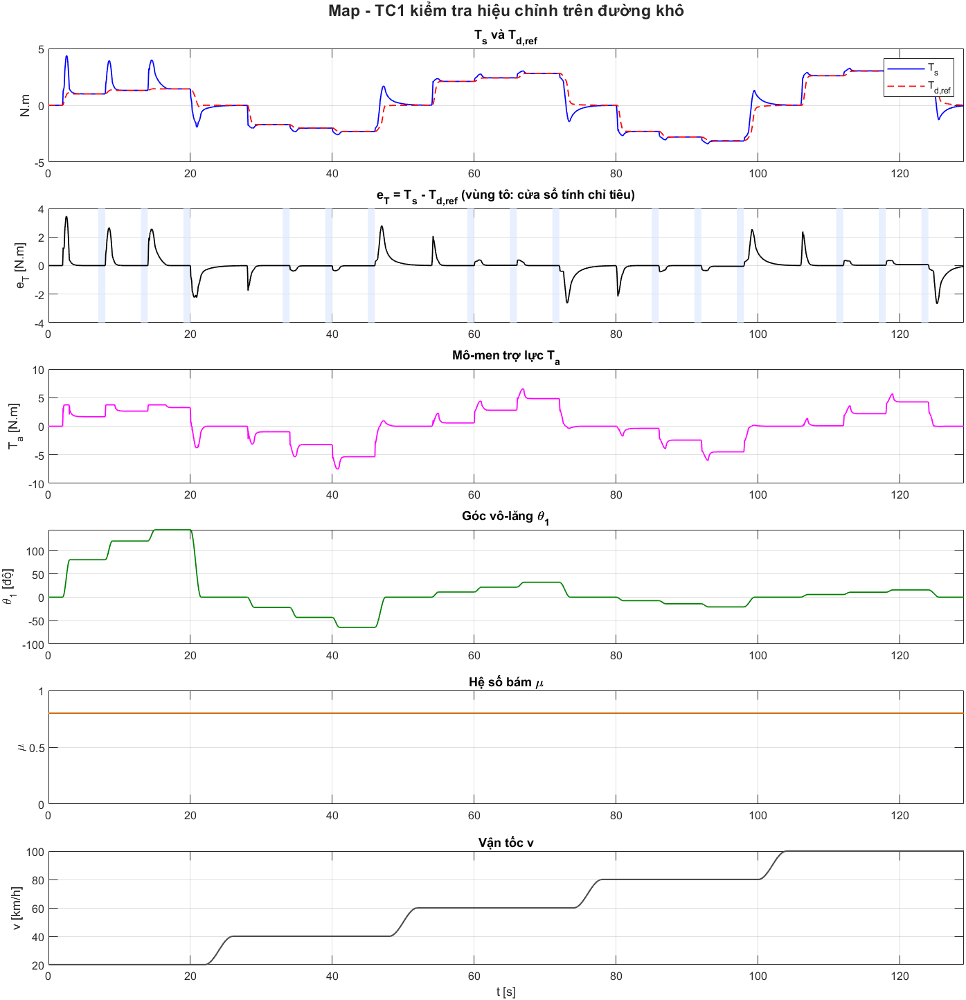 Map - TC1 kiểm tra hiệu chỉnh trên đường khô
T_s và T_d,ref
5
0
-5
N.m
T_s
T_d,ref
0 20 40 60 80 100 120
e_T = T_s - T_d,ref (vùng tô: cửa sổ tính chỉ tiêu)
4
2
0
-2
-4
e_T [N.m]
0 20 40 60 80 100 120
Mô-men trợ lực T_a
10
5
0
-5
-10
T_a [N.m]
0 20 40 60 80 100 120
Góc vô-lăng θ_1
100
50
0
-50
-100
θ_1 [độ]
0 20 40 60 80 100 120
Hệ số bám μ
1
0.5
0
μ
0 20 40 60 80 100 120
Vận tốc v
100
80
60
40
20
v [km/h]
0 20 40 60 80 100 120
t [s]